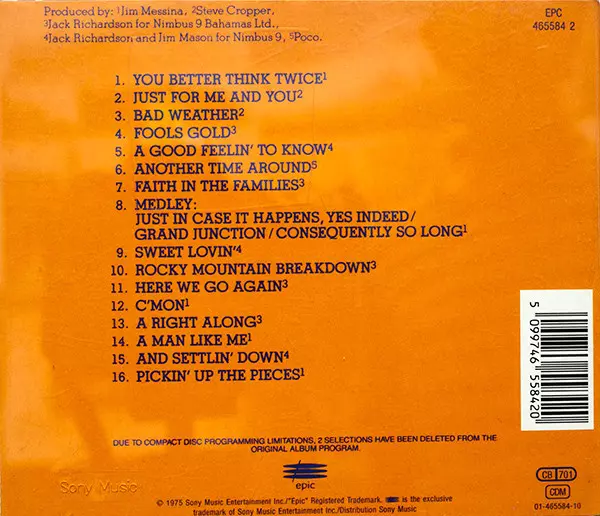 Produced by: ¹Jim Messina, ²Steve Cropper,
³Jack Richardson for Nimbus 9 Bahamas Ltd.,
⁴Jack Richardson and Jim Mason for Nimbus 9, ⁵Poco.
EPC
465584 2
1. YOU BETTER THINK TWICE¹
2. JUST FOR ME AND YOU²
3. BAD WEATHER²
4. FOOLS GOLD³
5. A GOOD FEELIN' TO KNOW⁴
6. ANOTHER TIME AROUND⁵
7. FAITH IN THE FAMILIES³
8. MEDLEY:
JUST IN CASE IT HAPPENS, YES INDEED/
GRAND JUNCTION/CONSEQUENTLY SO LONG¹
9. SWEET LOVIN'⁴
10. ROCKY MOUNTAIN BREAKDOWN³
11. HERE WE GO AGAIN³
12. C'MON¹
13. A RIGHT ALONG³
14. A MAN LIKE ME¹
15. AND SETTLIN' DOWN⁴
16. PICKIN' UP THE PIECES¹
5 099746 558420
DUE TO COMPACT DISC PROGRAMMING LIMITATIONS, 2 SELECTIONS HAVE BEEN DELETED FROM THE
ORIGINAL ALBUM PROGRAM.
epic
Sony Music
CB 701
CDM
01-465584-10
© 1975 Sony Music Entertainment Inc./"Epic" Registered Trademark. is the exclusive
trademark of Sony Music Entertainment Inc./Distribution Sony Music